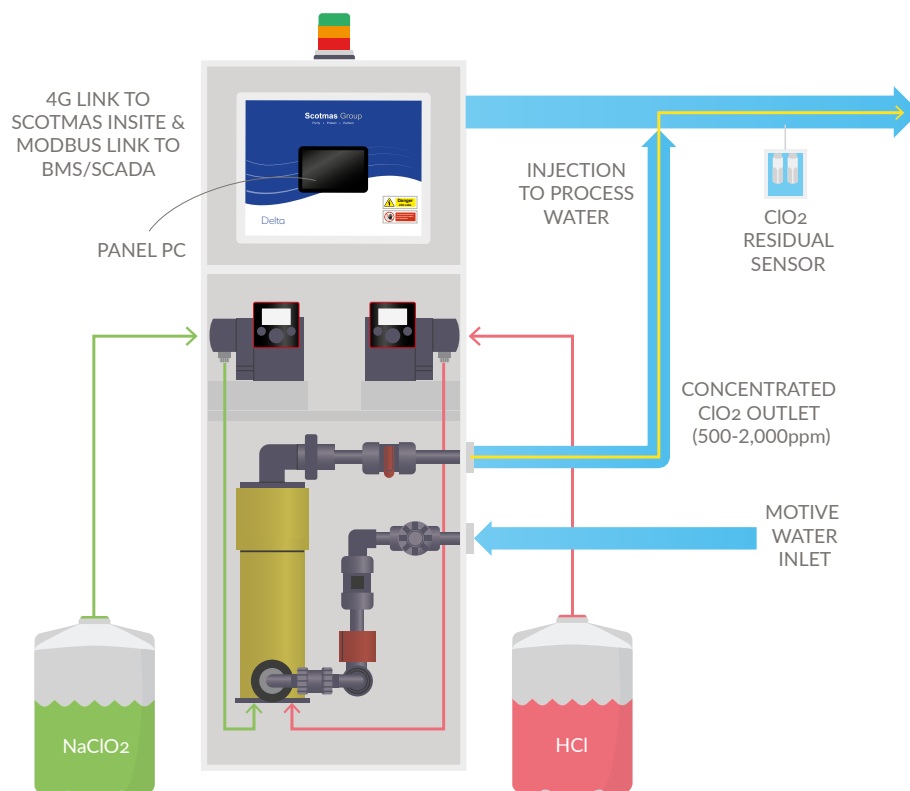 4G LINK TO
SCOTMAS INSITE &
MODBUS LINK TO
BMS/SCADA
PANEL PC
Scotmas Group
Delta
Danger
INJECTION
TO PROCESS
WATER
ClO2
RESIDUAL
SENSOR
CONCENTRATED
ClO2 OUTLET
(500-2,000ppm)
MOTIVE
WATER
INLET
NaClO2
HCl